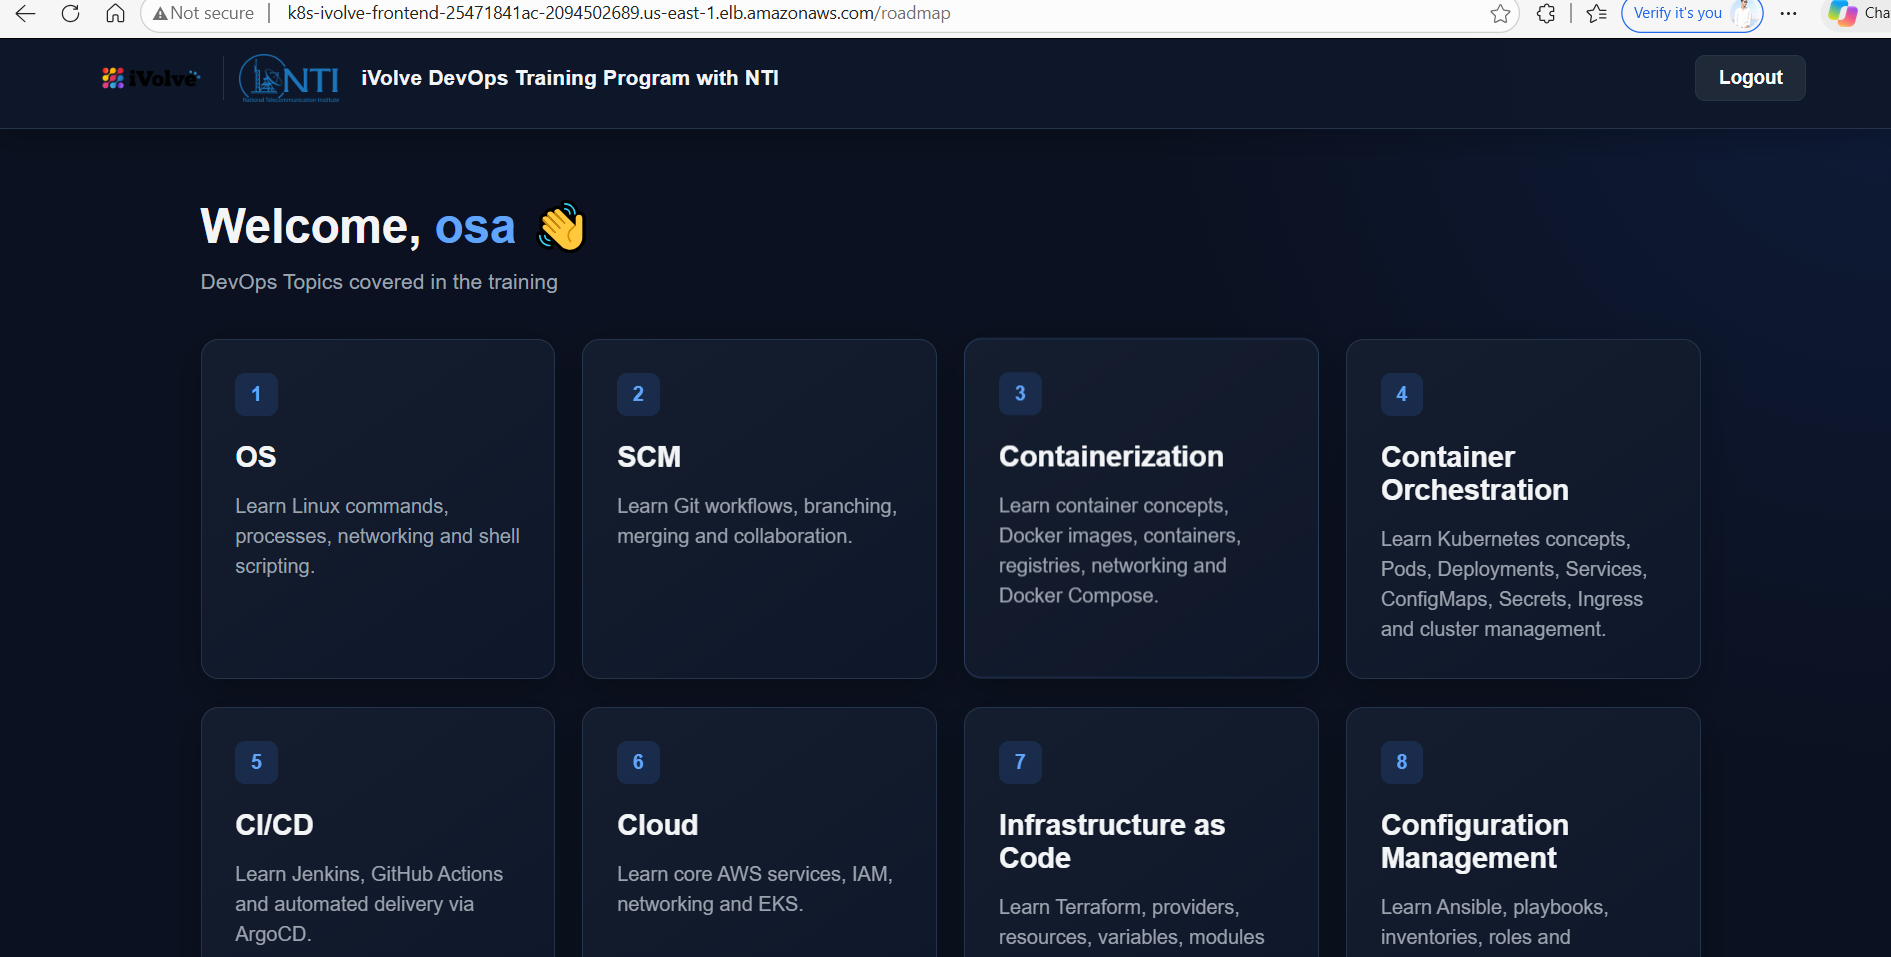 Not secure
k8s-ivolve-frontend-25471841ac-2094502689.us-east-1.elb.amazonaws.com/roadmap
Verify it's you
Cha
iVolve
NTI
National Telecommunication Institute
iVolve DevOps Training Program with NTI
Logout
Welcome, osa 👋
DevOps Topics covered in the training
1
OS
Learn Linux commands,
processes, networking and shell
scripting.
2
SCM
Learn Git workflows, branching,
merging and collaboration.
3
Containerization
Learn container concepts,
Docker images, containers,
registries, networking and
Docker Compose.
4
Container
Orchestration
Learn Kubernetes concepts,
Pods, Deployments, Services,
ConfigMaps, Secrets, Ingress
and cluster management.
5
CI/CD
Learn Jenkins, GitHub Actions
and automated delivery via
ArgoCD.
6
Cloud
Learn core AWS services, IAM,
networking and EKS.
7
Infrastructure as
Code
Learn Terraform, providers,
resources, variables, modules
8
Configuration
Management
Learn Ansible, playbooks,
inventories, roles and